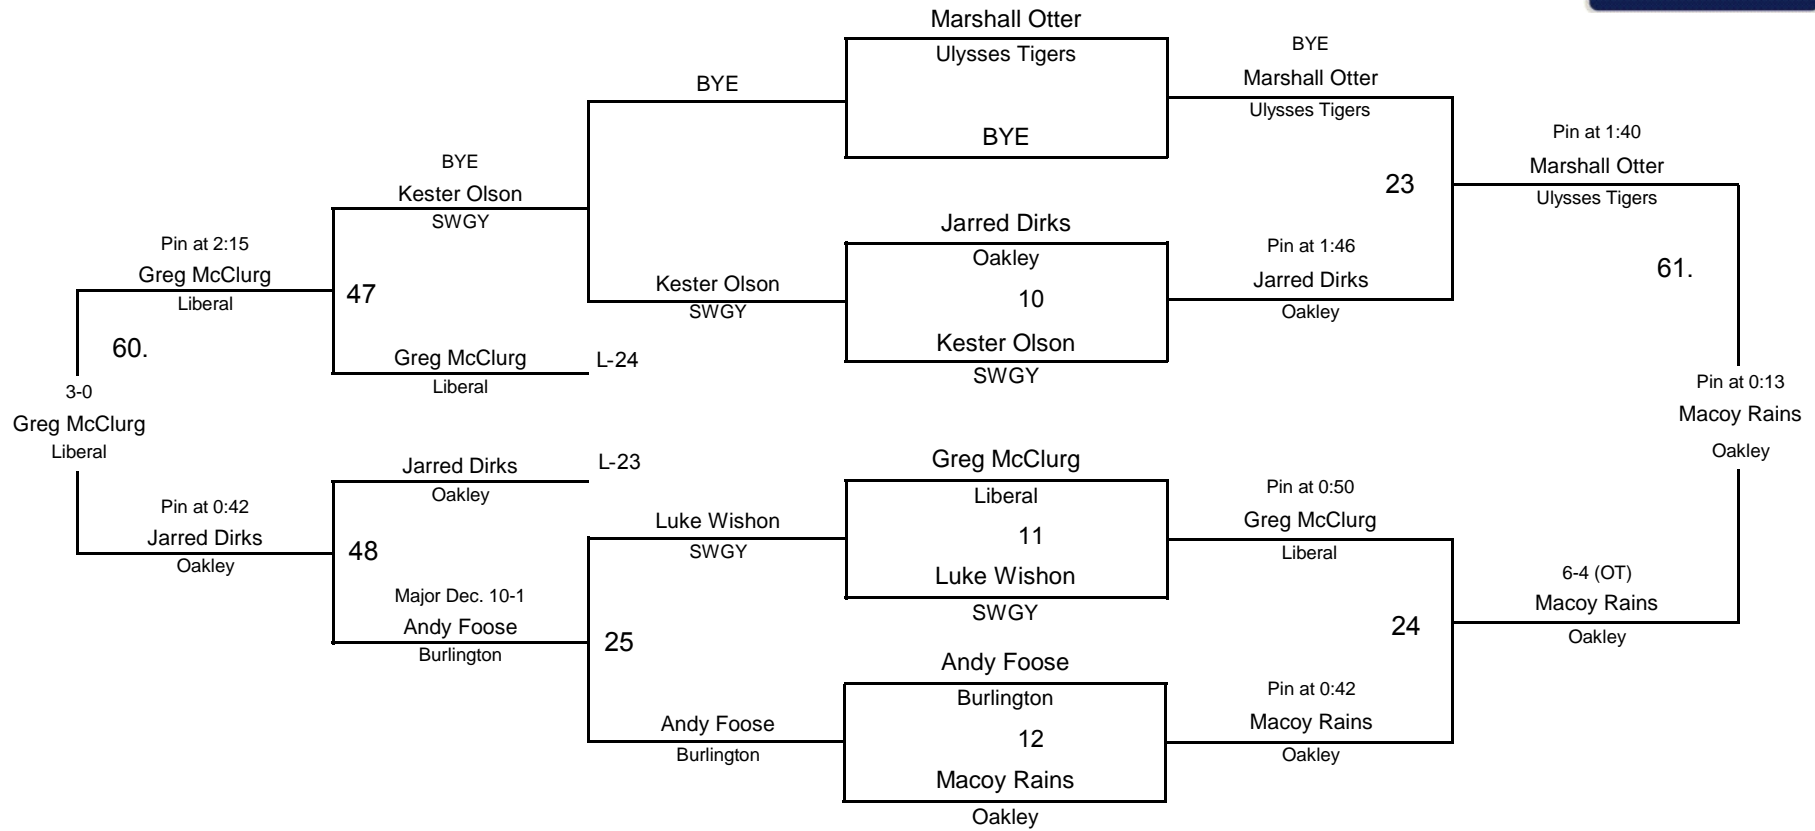 Marshall Otter
Ulysses Tigers
BYE
BYE
Marshall Otter
Ulysses Tigers
BYE
Pin at 1:40
Marshall Otter
Ulysses Tigers
BYE
Kester Olson
SWGY
23
Jarred Dirks
Oakley
10
Kester Olson
SWGY
Pin at 1:46
Jarred Dirks
Oakley
61.
Pin at 2:15
Greg McClurg
Liberal
47
Kester Olson
SWGY
60.
Greg McClurg
Liberal
L-24
3-0
Greg McClurg
Liberal
Pin at 0:13
Macoy Rains
Oakley
Jarred Dirks
Oakley
L-23
Greg McClurg
Liberal
11
Luke Wishon
SWGY
Pin at 0:50
Greg McClurg
Liberal
Pin at 0:42
Jarred Dirks
Oakley
48
Luke Wishon
SWGY
6-4 (OT)
Macoy Rains
Oakley
Major Dec. 10-1
Andy Foose
Burlington
25
24
Andy Foose
Burlington
12
Macoy Rains
Oakley
Pin at 0:42
Macoy Rains
Oakley
Andy Foose
Burlington